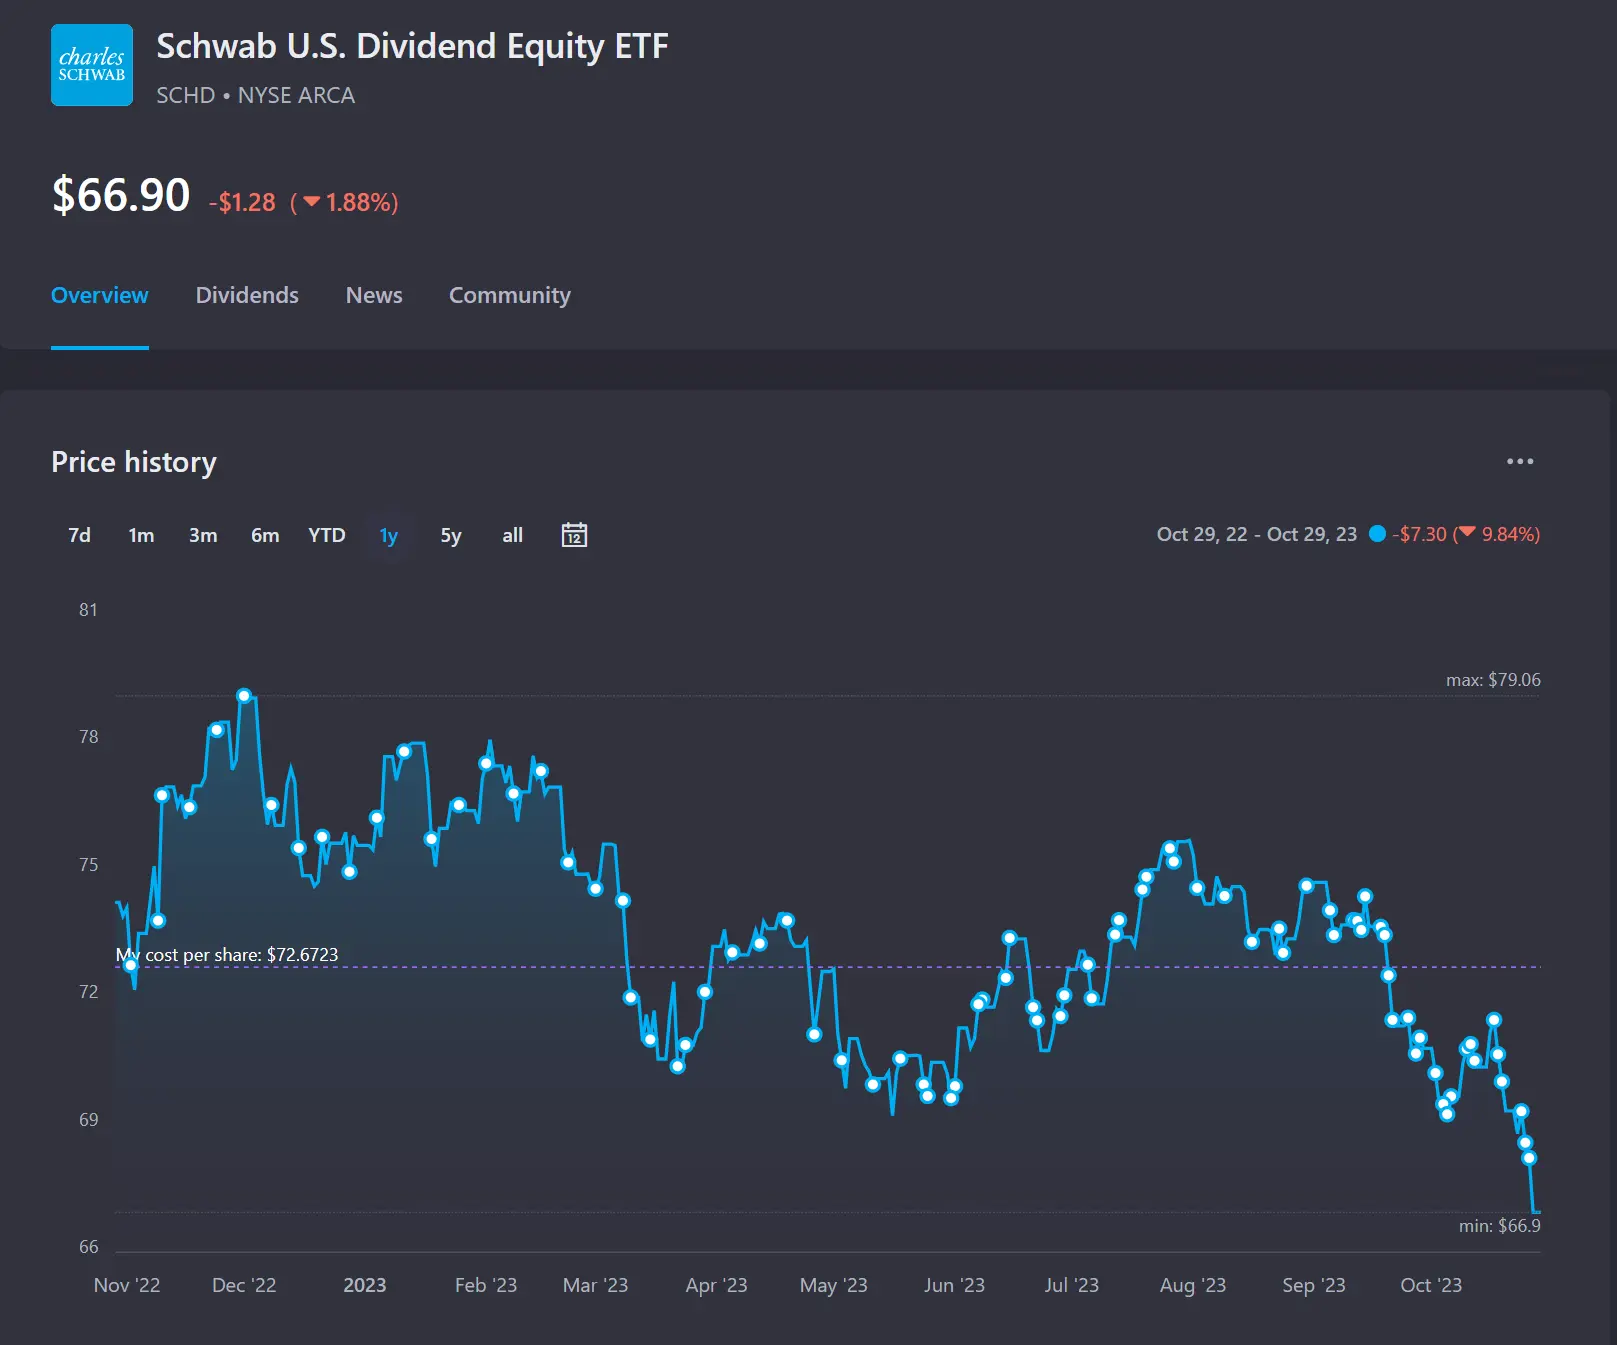 charles
SCHWAB
Schwab U.S. Dividend Equity ETF
SCHD • NYSE ARCA
$66.90 -$1.28 (▼1.88%)
Overview Dividends News Community
Price history
7d 1m 3m 6m YTD 1y 5y all 12
Oct 29, 22 - Oct 29, 23 -$7.30 (▼ 9.84%)
81
max: $79.06
78
75
My cost per share: $72.6723
72
69
min: $66.9
66
Nov '22 Dec '22 2023 Feb '23 Mar '23 Apr '23 May '23 Jun '23 Jul '23 Aug '23 Sep '23 Oct '23